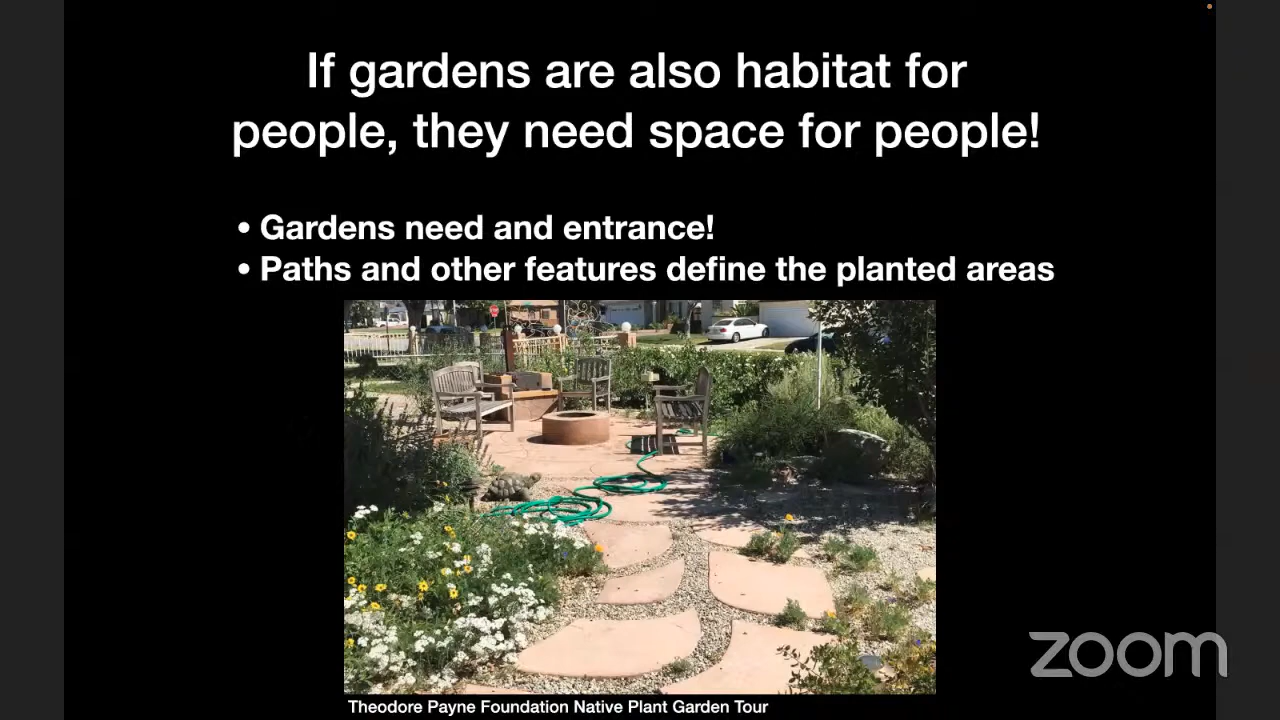 If gardens are also habitat for
people, they need space for people!
• Gardens need and entrance!
• Paths and other features define the planted areas
zoom
Theodore Payne Foundation Native Plant Garden Tour